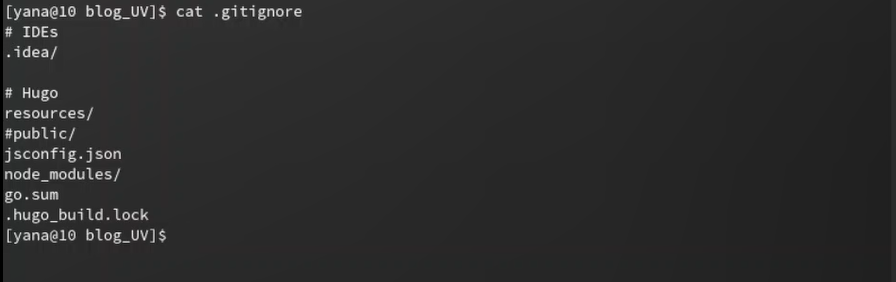 [yana@10 blog_UV]$ cat .gitignore
# IDEs
.idea/
# Hugo
resources/
#public/
jsconfig.json
node_modules/
go.sum
.hugo_build.lock
[yana@10 blog_UV]$